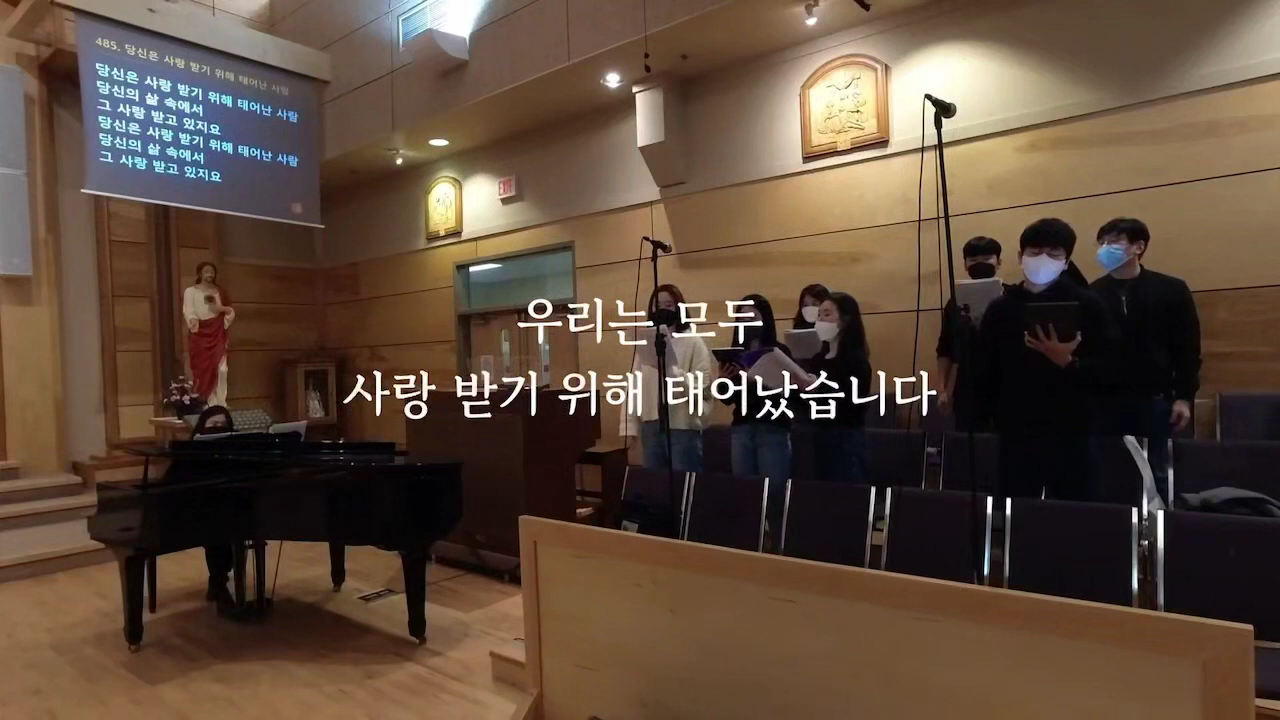 485. 당신은 사랑 받기 위해 태어난 사람
당신은 사랑 받기 위해 태어난 사람
당신의 삶 속에서
그 사랑 받고 있지요
당신은 사랑 받기 위해 태어난 사람
당신의 삶 속에서
그 사랑 받고 있지요
EXIT
우리는 모두
사랑 받기 위해 태어났습니다